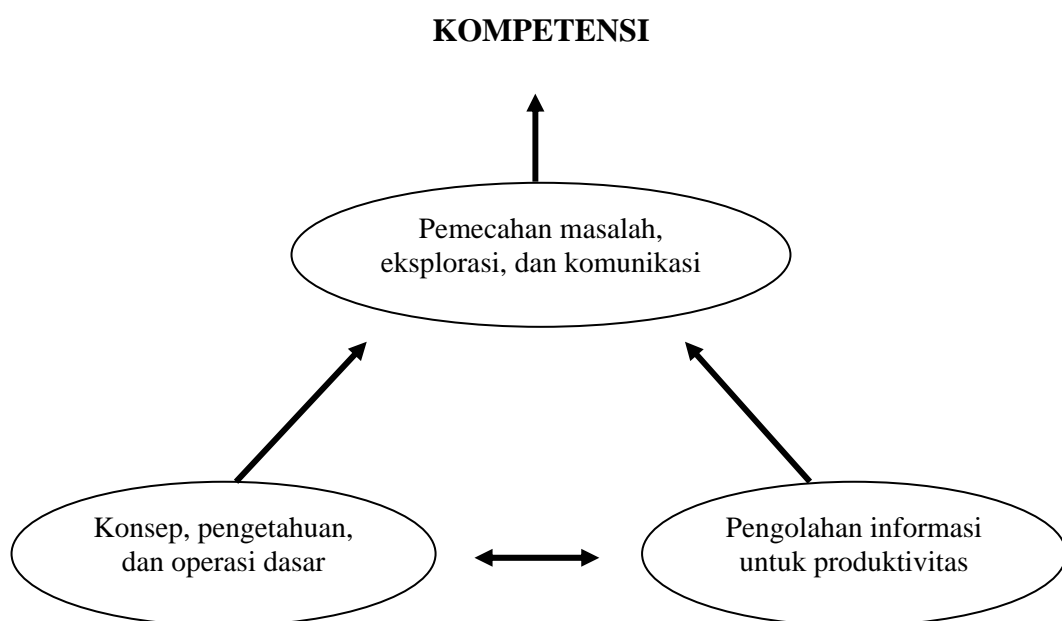 KOMPETENSI
Pemecahan masalah,
eksplorasi, dan komunikasi
Konsep, pengetahuan,
dan operasi dasar
Pengolahan informasi
untuk produktivitas